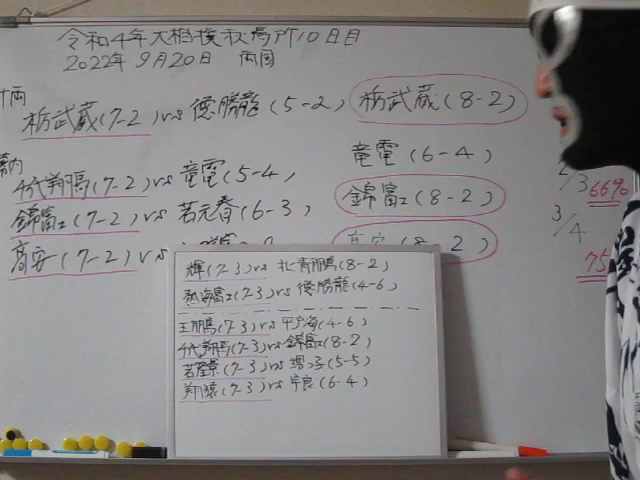 令和4年大相撲秋場所10日目
2022年9月20日 両国
十両
栃武蔵(7-2)vs 徳勝龍(5-2) 栃武蔵(8-2)
幕内
竜電(6-4)
千代翔馬(7-2)vs 竜電(5-4)
錦富士(7-2)vs 若元春(6-3) 錦富士(8-2)
高安(7-2)vs 高安(8-2)
2/3 66%
3/4
75
輝(7-3)vs 北青鵬(8-2)
熱海富士(7-3)vs 徳勝龍(4-6)
王鵬(7-3)vs 平戸海(4-6)
千代翔馬(7-3)vs 錦富士(8-2)
若隆景(7-3)vs 翠つ子(5-5)
翔猿(7-3)vs 宇良(6-4)